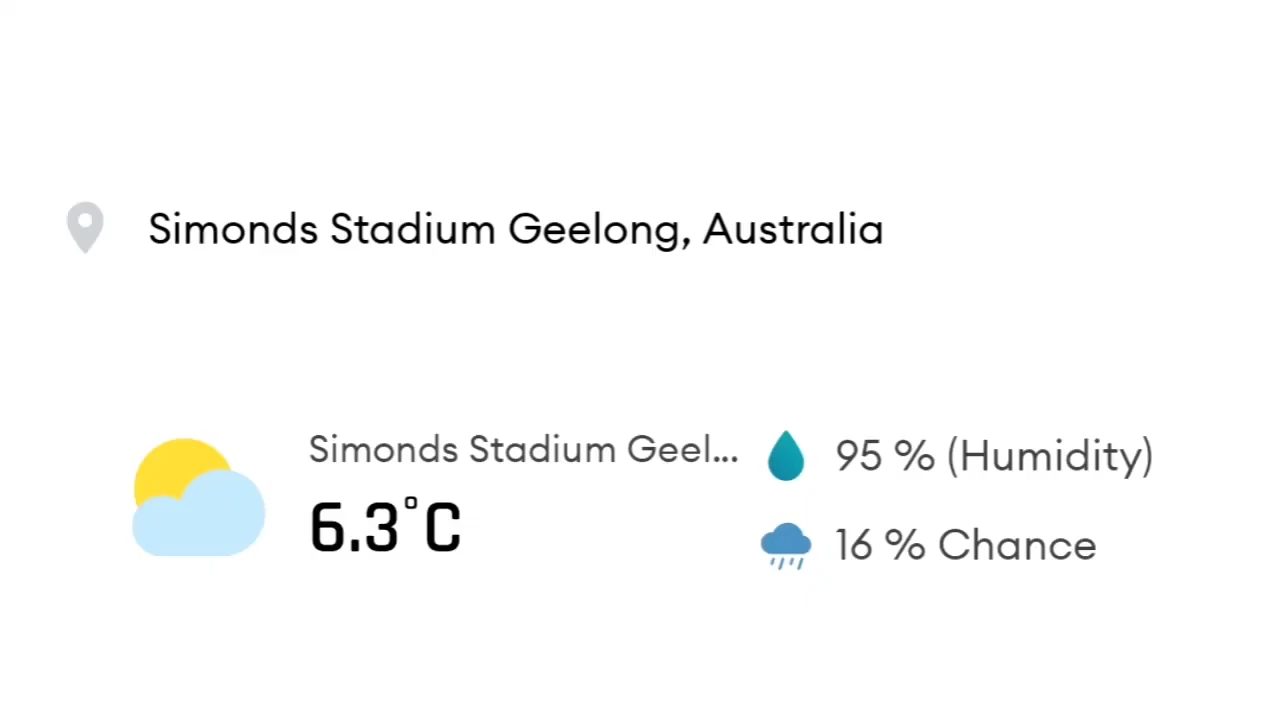 Simonds Stadium Geelong, Australia
Simonds Stadium Geel...
6.3°C
95 % (Humidity)
16 % Chance